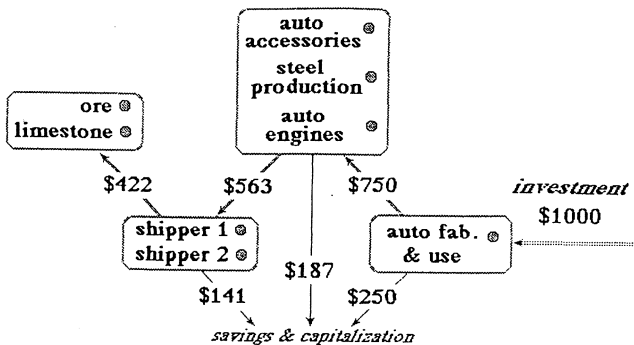 auto
accessories
steel
production
auto
engines
ore
limestone
$422
$563
$750
investment
$1000
shipper 1
shipper 2
auto fab.
& use
$187
$141
$250
savings & capitalization